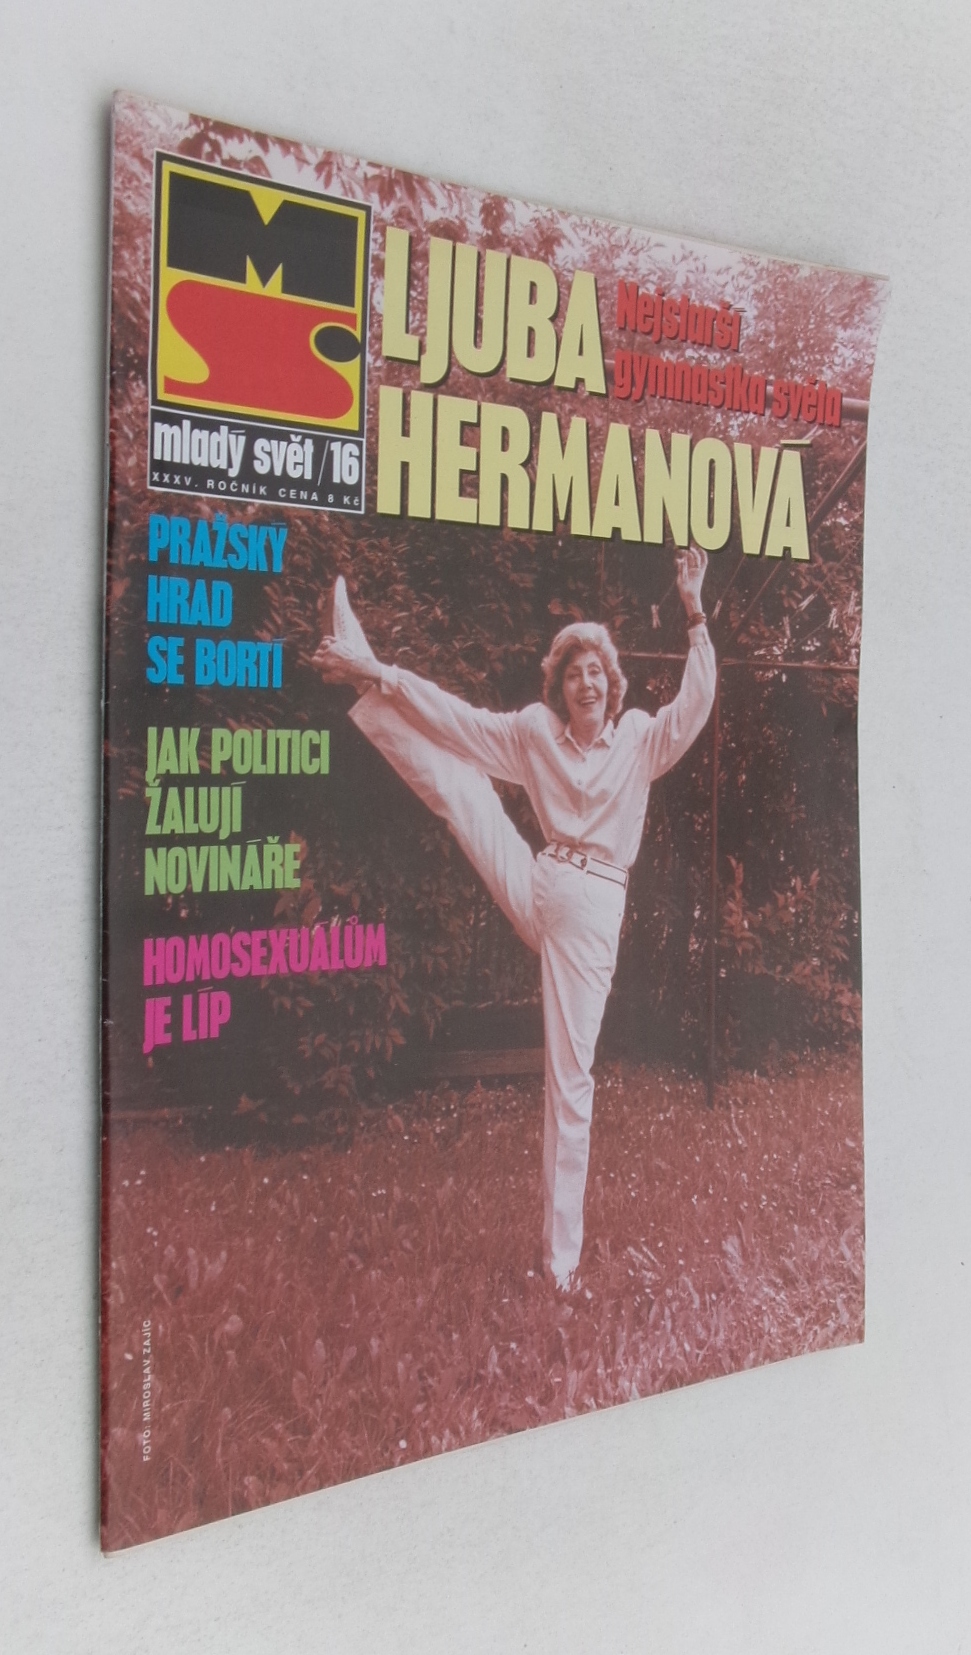 MS
mladý svět/16
XXXV. ROČNÍK CENA 8 Kč
LJUBA
HERMANOVÁ
Nejstarší
gymnastka světa
PRAŽSKÝ
HRAD
SE BORTÍ
JAK POLITICI
ŽALUJÍ
NOVINÁŘE
HOMOSEXUÁLŮM
JE LÍP
FOTO: MIROSLAV ZAJÍC